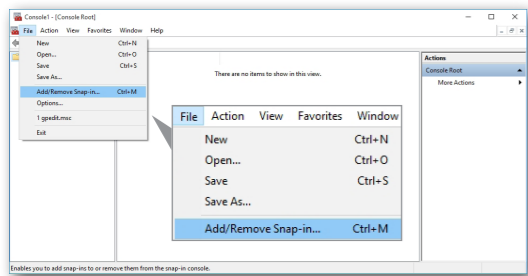 Console1 - [Console Root]
File Action View Favorites Window Help
New Ctrl+N
Open... Ctrl+O
Save Ctrl+S
Save As...
Add/Remove Snap-in... Ctrl+M
Options...
1 gpedit.msc
Exit
There are no items to show in this view.
Actions
Console Root
More Actions
File Action View Favorites Window
New Ctrl+N
Open... Ctrl+O
Save Ctrl+S
Save As...
Add/Remove Snap-in... Ctrl+M
Enables you to add snap-ins to or remove them from the snap-in console.